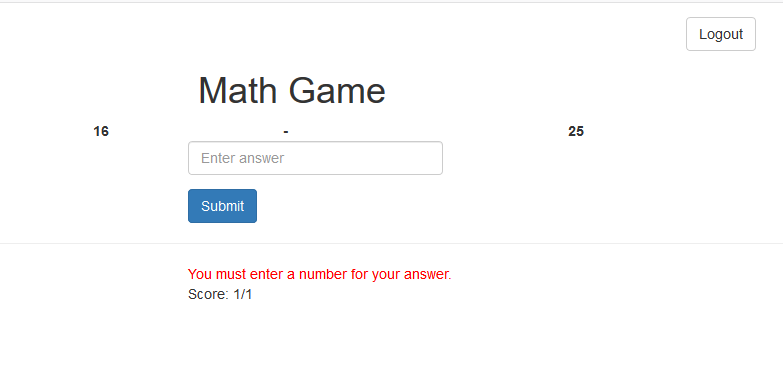 Logout
Math Game
16 - 25
Enter answer
Submit
You must enter a number for your answer.
Score: 1/1